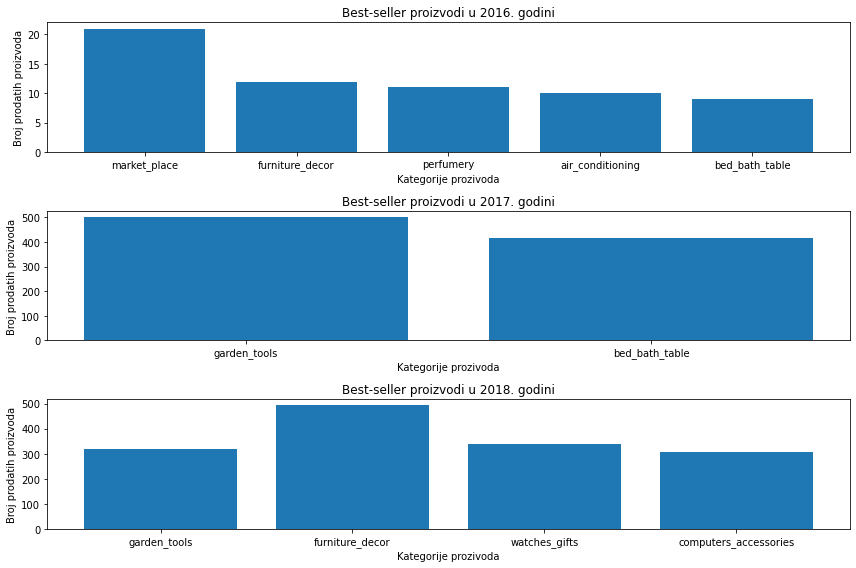 Best-seller proizvodi u 2016. godini
Broj prodatih proizvoda
20
15
10
5
0
market_place furniture_decor perfumery air_conditioning bed_bath_table
Kategorije prozivoda
Best-seller proizvodi u 2017. godini
Broj prodatih proizvoda
500
400
300
200
100
0
garden_tools bed_bath_table
Kategorije prozivoda
Best-seller proizvodi u 2018. godini
Broj prodatih proizvoda
500
400
300
200
100
0
garden_tools furniture_decor watches_gifts computers_accessories
Kategorije prozivoda